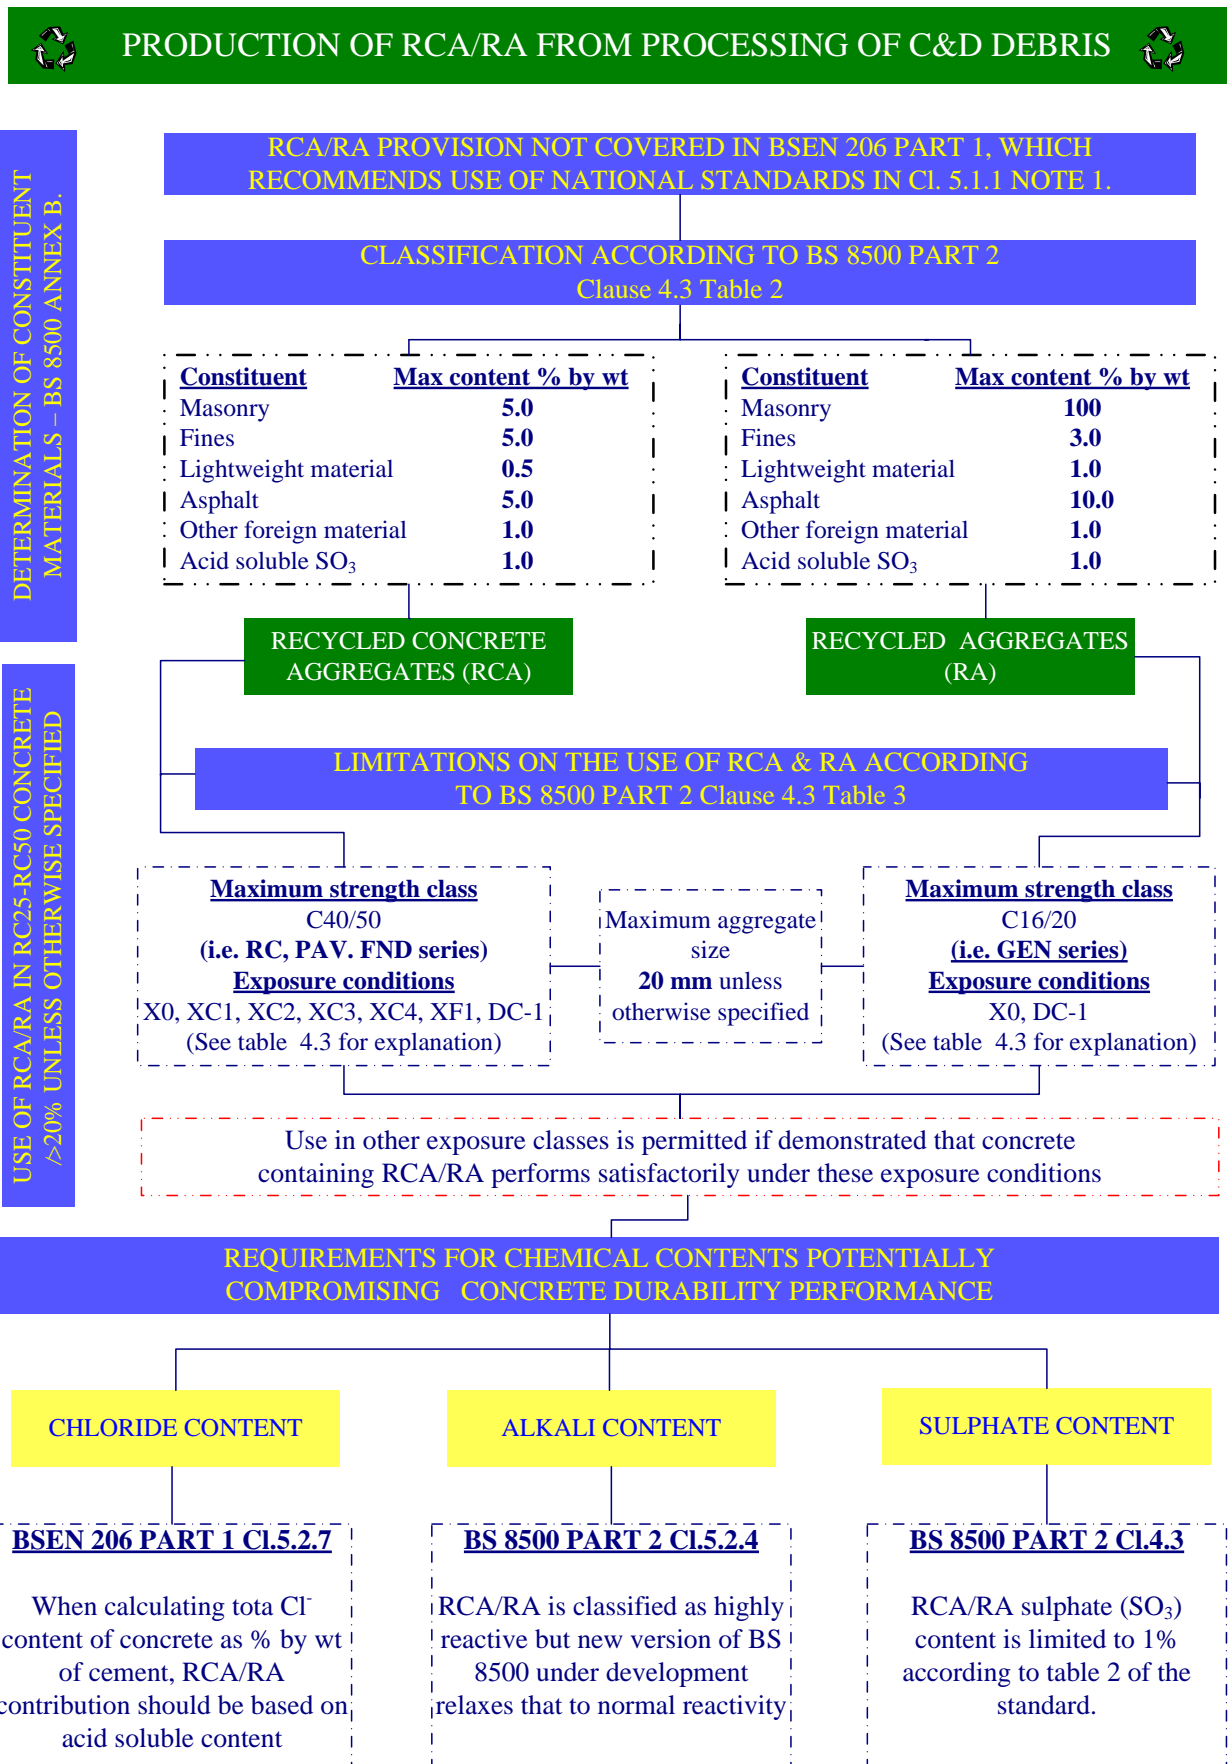 PRODUCTION OF RCA/RA FROM PROCESSING OF C&D DEBRIS
DETERMINATION OF CONSTITUENT
MATERIALS – BS 8500 ANNEX B.
RCA/RA PROVISION NOT COVERED IN BSEN 206 PART 1, WHICH
RECOMMENDS USE OF NATIONAL STANDARDS IN Cl. 5.1.1 NOTE 1.
CLASSIFICATION ACCORDING TO BS 8500 PART 2
Clause 4.3 Table 2
Constituent Max content % by wt
Masonry 5.0
Fines 5.0
Lightweight material 0.5
Asphalt 5.0
Other foreign material 1.0
Acid soluble SO₃ 1.0
Constituent Max content % by wt
Masonry 100
Fines 3.0
Lightweight material 1.0
Asphalt 10.0
Other foreign material 1.0
Acid soluble SO₃ 1.0
RECYCLED CONCRETE
AGGREGATES (RCA)
RECYCLED AGGREGATES
(RA)
USE OF RCA/RA IN RC25-RC50 CONCRETE
/>20% UNLESS OTHERWISE SPECIFIED
LIMITATIONS ON THE USE OF RCA & RA ACCORDING
TO BS 8500 PART 2 Clause 4.3 Table 3
Maximum strength class
C40/50
(i.e. RC, PAV. FND series)
Exposure conditions
X0, XC1, XC2, XC3, XC4, XF1, DC-1
(See table 4.3 for explanation)
Maximum aggregate
size
20 mm unless
otherwise specified
Maximum strength class
C16/20
(i.e. GEN series)
Exposure conditions
X0, DC-1
(See table 4.3 for explanation)
Use in other exposure classes is permitted if demonstrated that concrete
containing RCA/RA performs satisfactorily under these exposure conditions
REQUIREMENTS FOR CHEMICAL CONTENTS POTENTIALLY
COMPROMISING CONCRETE DURABILITY PERFORMANCE
CHLORIDE CONTENT
ALKALI CONTENT
SULPHATE CONTENT
BSEN 206 PART 1 Cl.5.2.7
When calculating tota Cl⁻
content of concrete as % by wt
of cement, RCA/RA
contribution should be based on
acid soluble content
BS 8500 PART 2 Cl.5.2.4
RCA/RA is classified as highly
reactive but new version of BS
8500 under development
relaxes that to normal reactivity
BS 8500 PART 2 Cl.4.3
RCA/RA sulphate (SO₃)
content is limited to 1%
according to table 2 of the
standard.